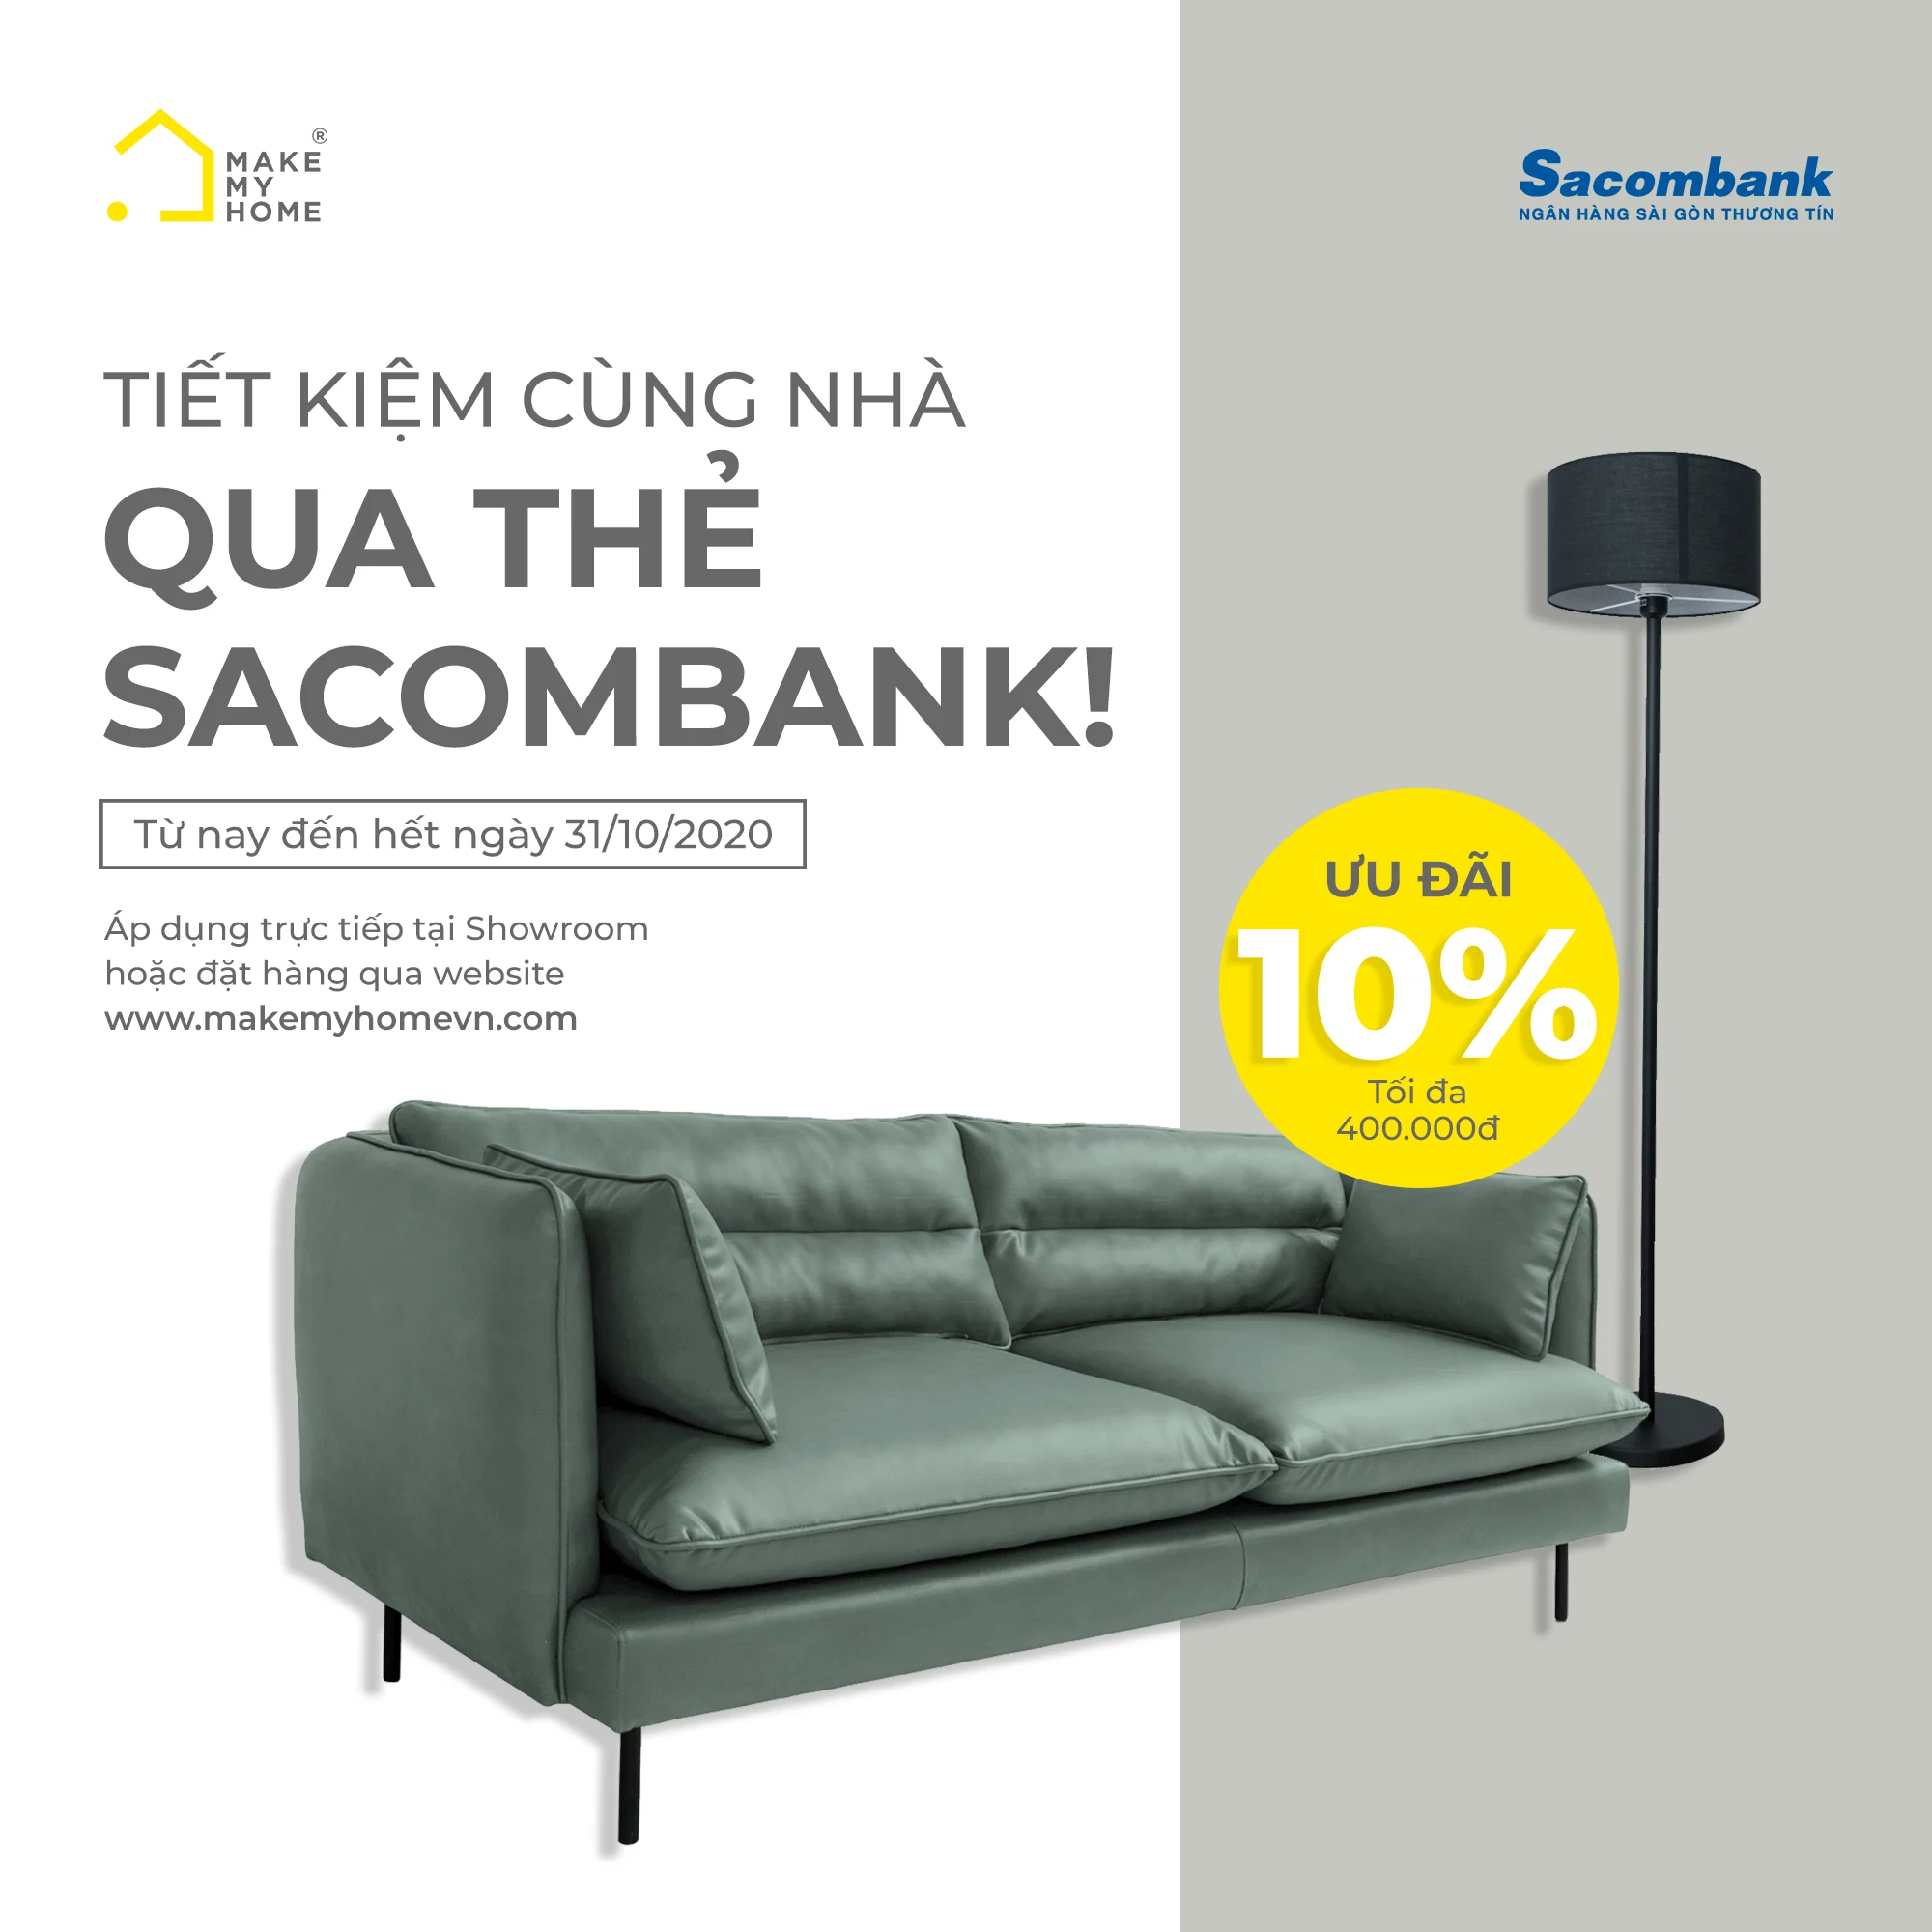 MAKE ®
MY
HOME
Sacombank
NGÂN HÀNG SÀI GÒN THƯƠNG TÍN
TIẾT KIỆM CÙNG NHÀ
QUA THẺ
SACOMBANK!
Từ nay đến hết ngày 31/10/2020
Áp dụng trực tiếp tại Showroom
hoặc đặt hàng qua website
www.makemyhomevn.com
ƯU ĐÃI
10%
Tối đa
400.000đ